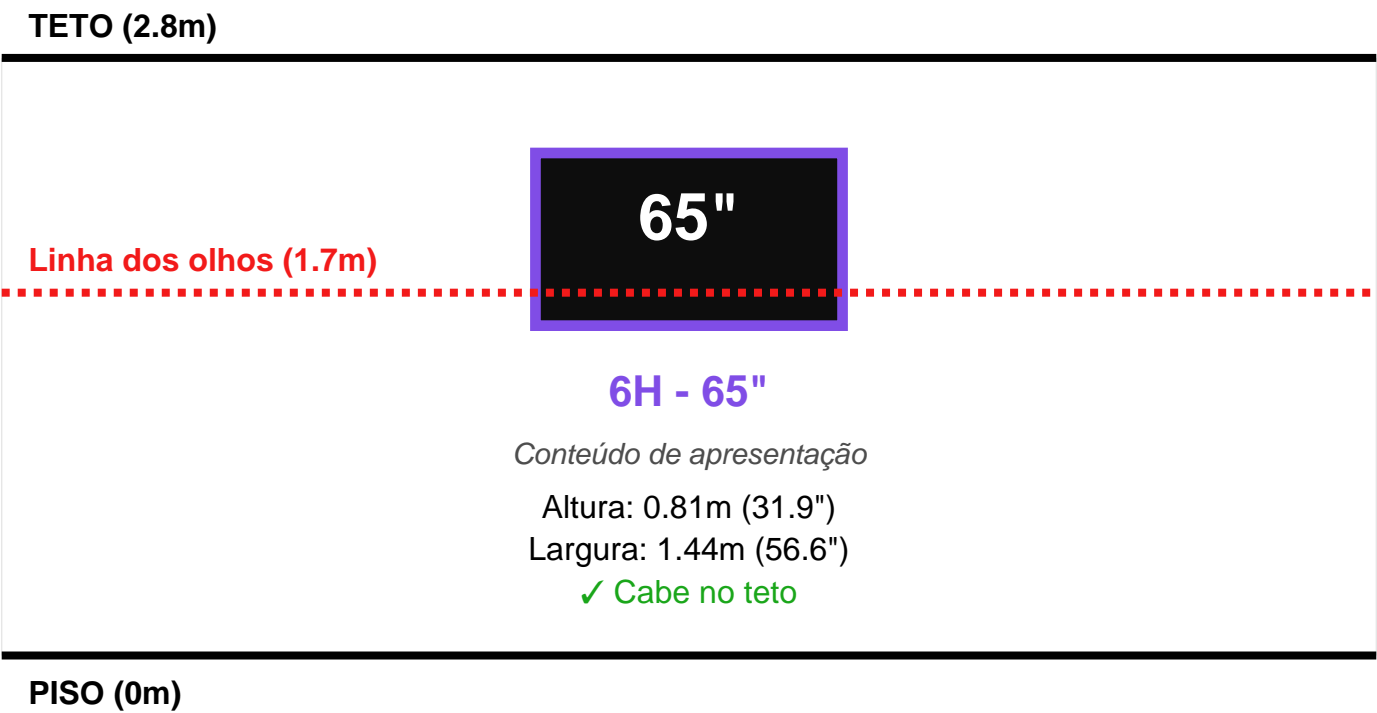 TETO (2.8m)
65"
Linha dos olhos (1.7m)
6H - 65"
Conteúdo de apresentação
Altura: 0.81m (31.9")
Largura: 1.44m (56.6")
✓ Cabe no teto
PISO (0m)